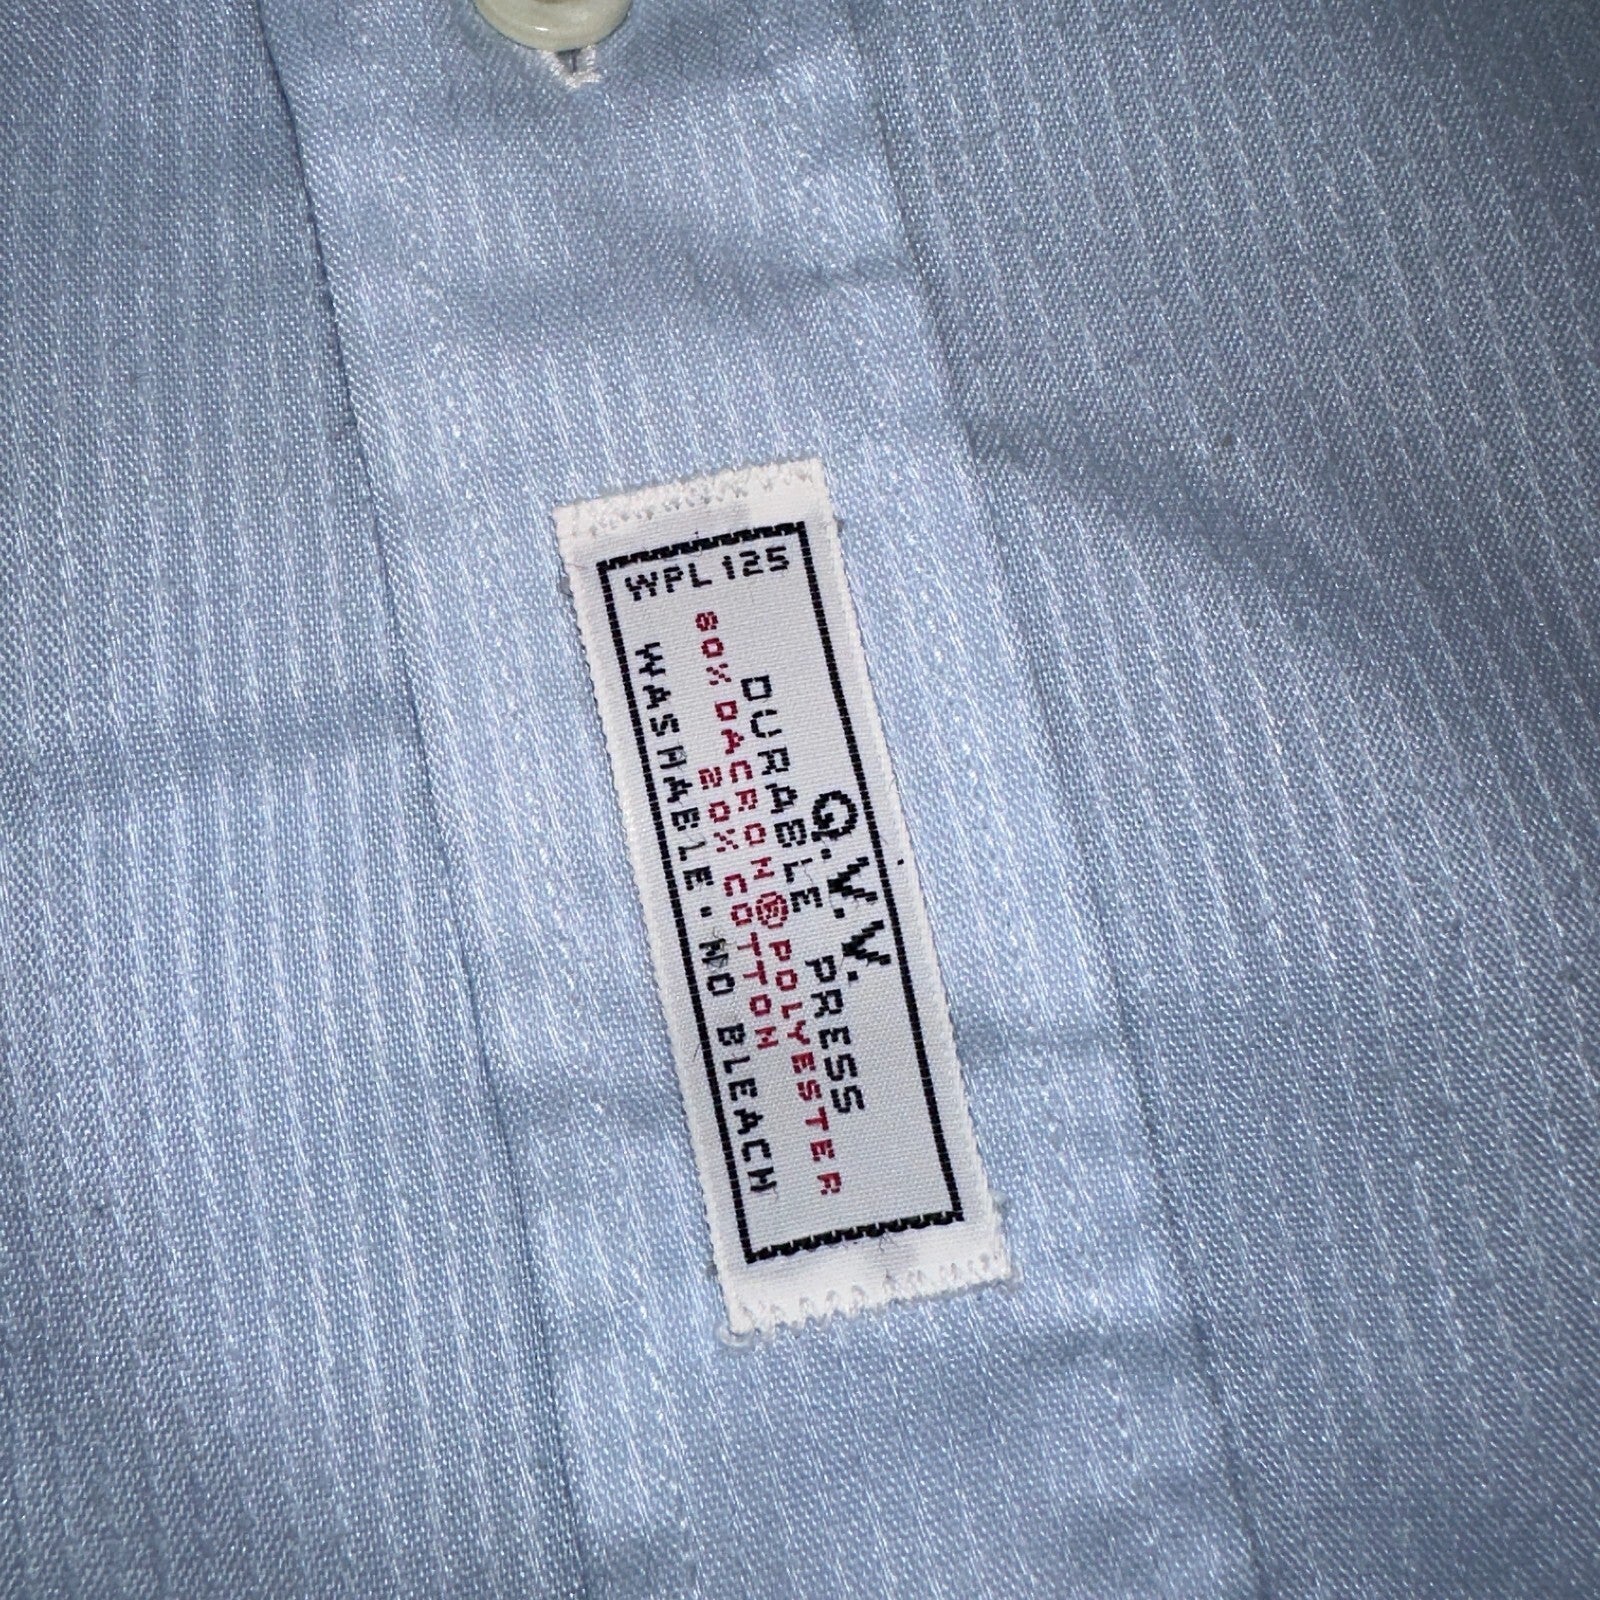 WPL 125
Q.V.V.
DURABLE PRESS
80% DACRON® POLYESTER
20% COTTON
WASHABLE·NO BLEACH